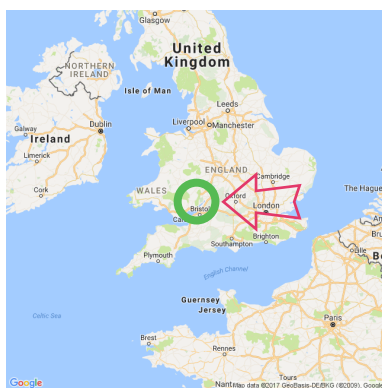 Glasgow
United
Kingdom
NORTHERN
IRELAND
Isle of Man
Leeds
Dublin
Liverpool
Manchester
Galway
Ireland
Limerick
ENGLAND
Cambridge
WALES
Oxford
The Hague
Cork
Bristol
London
Southampton
Brighton
Plymouth
Lille
English Channel
Guernsey
Jersey
Celtic Sea
Paris
Brest
Rennes
Tours
Google
Nant
Map data ©2017 GeoBasis-DE/BKG (©2009), Google